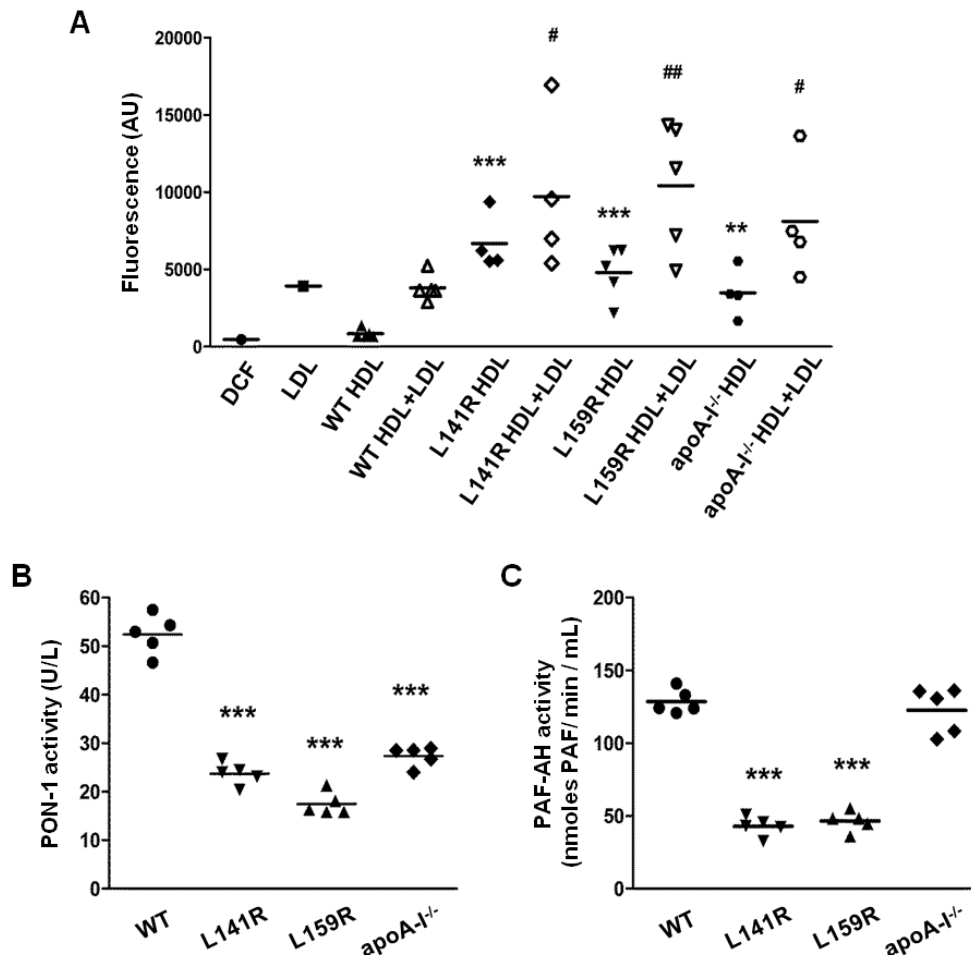 A
Fluorescence (AU)
20000
15000
10000
5000
0
#
##
#
***
***
**
DCF
LDL
WT HDL
WT HDL+LDL
L141R HDL
L141R HDL+LDL
L159R HDL
L159R HDL+LDL
apoA-I-/- HDL
apoA-I-/- HDL+LDL
B
PON-1 activity (U/L)
60
50
40
30
20
10
0
***
***
***
WT
L141R
L159R
apoA-I-/-
C
PAF-AH activity
(nmoles PAF/ min / mL)
200
150
100
50
0
***
***
WT
L141R
L159R
apoA-I-/-